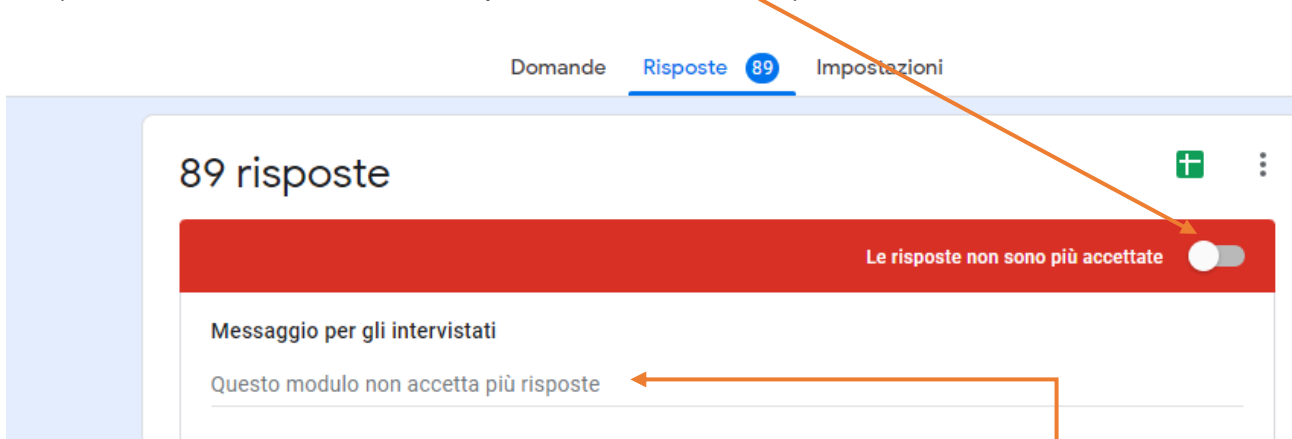 Domande Risposte 89 Impostazioni
89 risposte
Le risposte non sono più accettate
Messaggio per gli intervistati
Questo modulo non accetta più risposte